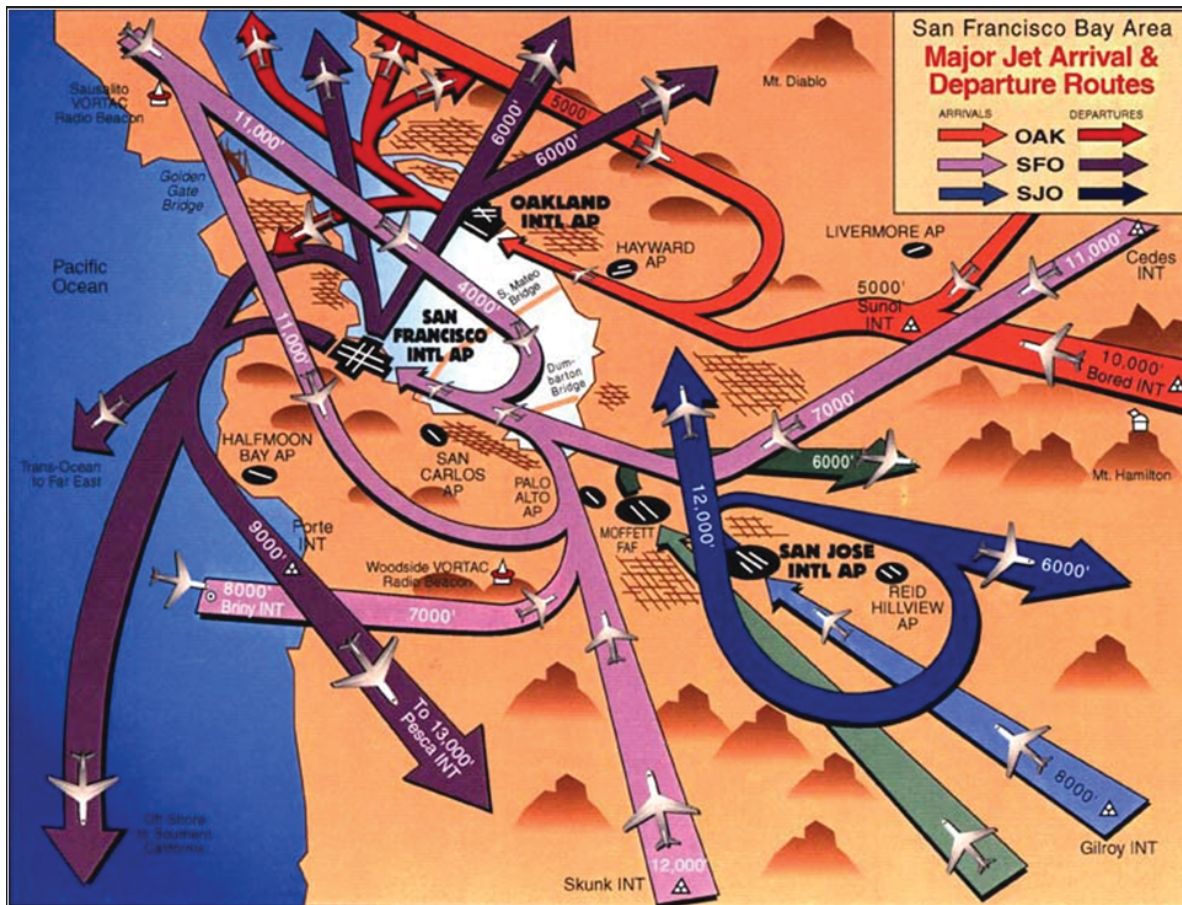 San Francisco Bay Area
Major Jet Arrival &
Departure Routes
ARRIVALS
DEPARTURES
OAK
SFO
SJO
Mt. Diablo
Sausalito
VORTAC
Radio Beacon
11,000'
6000'
6000'
5000'
Golden
Gate
Bridge
OAKLAND
INTL AP
HAYWARD
AP
LIVERMORE AP
11,000'
Cedes
INT
Pacific
Ocean
S. Mateo
Bridge
4000'
5000'
Sunol
INT
11,000'
SAN
FRANCISCO
INTL AP
Dum-
barton
Bridge
10,000'
Bored INT
7000'
HALFMOON
BAY AP
SAN
CARLOS
AP
6000'
Mt. Hamilton
Trans-Ocean
to Far East
PALO
ALTO
AP
12,000'
MOFFETT
FAF
9000'
Porte
INT
SAN JOSE
INTL AP
6000'
Woodside VORTAC
Radio Beacon
REID
HILLVIEW
AP
8000'
Briny INT
7000'
To 13,000'
Pesca INT
8000'
Off Shore
to Southern
California
12,000'
Skunk INT
Gilroy INT